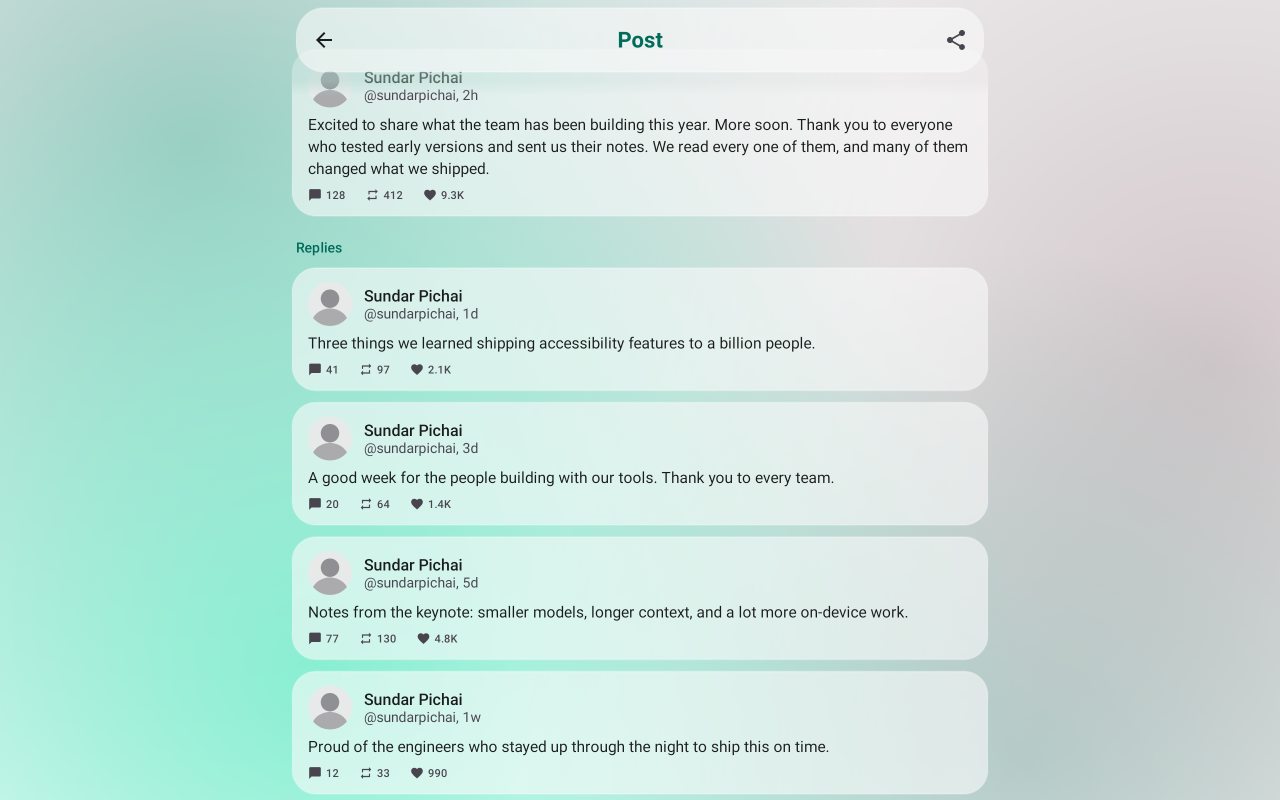 Post
Sundar Pichai
@sundarpichai, 2h
Excited to share what the team has been building this year. More soon. Thank you to everyone
who tested early versions and sent us their notes. We read every one of them, and many of them
changed what we shipped.
128 412 9.3K
Replies
Sundar Pichai
@sundarpichai, 1d
Three things we learned shipping accessibility features to a billion people.
41 97 2.1K
Sundar Pichai
@sundarpichai, 3d
A good week for the people building with our tools. Thank you to every team.
20 64 1.4K
Sundar Pichai
@sundarpichai, 5d
Notes from the keynote: smaller models, longer context, and a lot more on-device work.
77 130 4.8K
Sundar Pichai
@sundarpichai, 1w
Proud of the engineers who stayed up through the night to ship this on time.
12 33 990